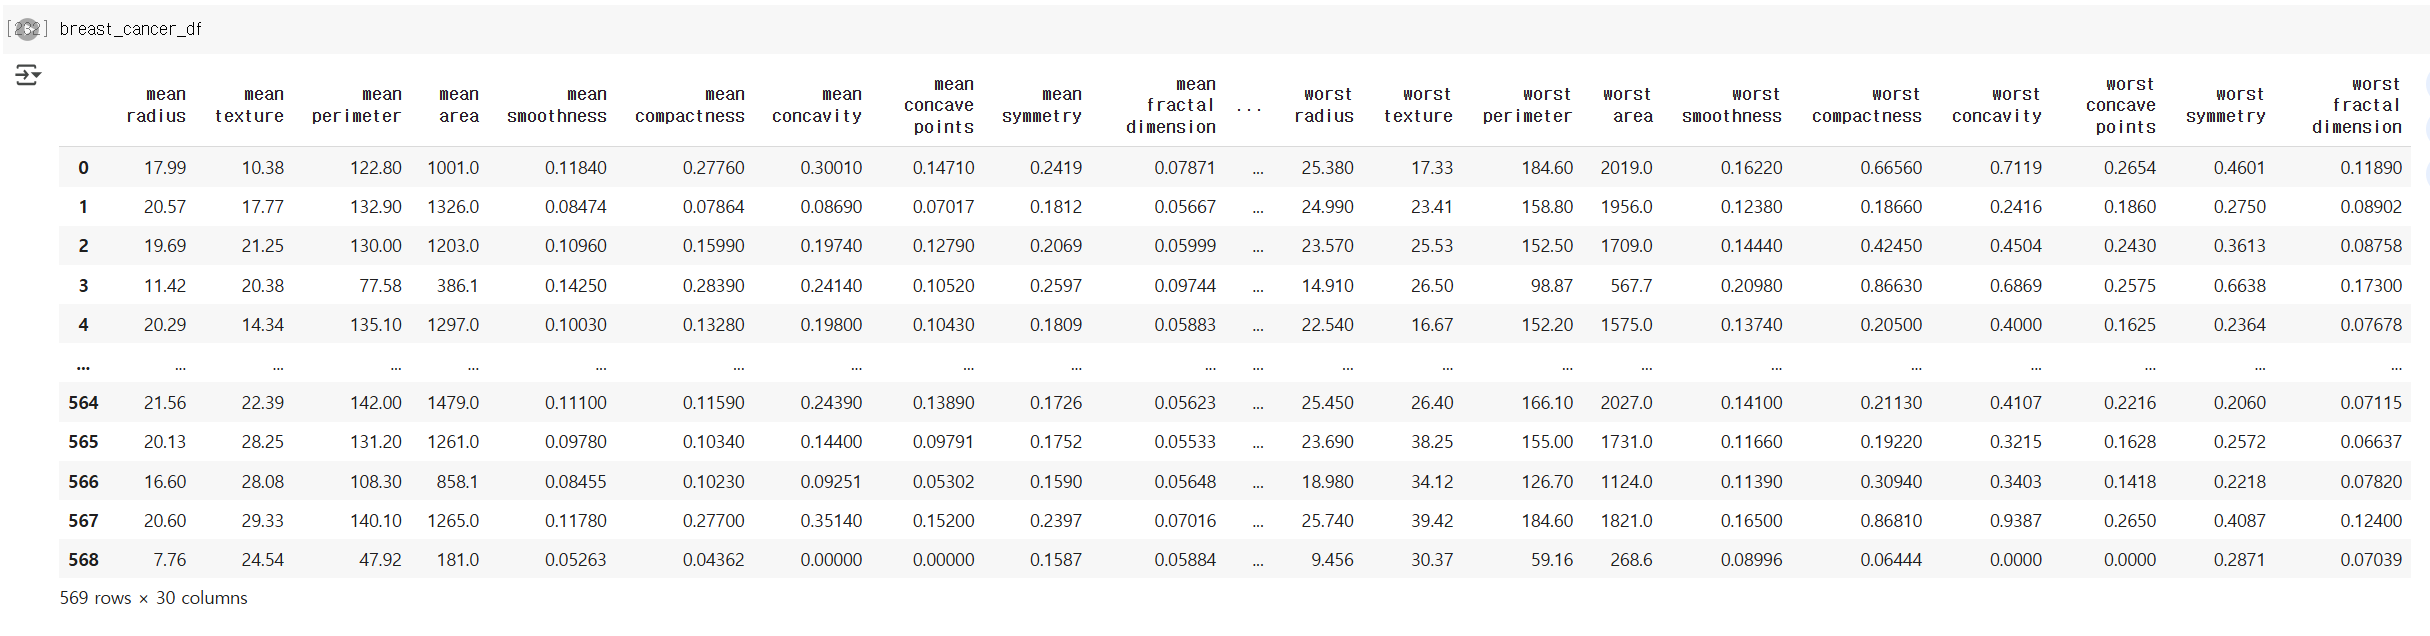 breast_cancer_df
mean radius mean texture mean perimeter mean area mean smoothness mean compactness mean concavity mean concave points mean symmetry mean fractal dimension ... worst radius worst texture worst perimeter worst area worst smoothness worst compactness worst concavity worst concave points worst symmetry worst fractal dimension
0 17.99 10.38 122.80 1001.0 0.11840 0.27760 0.30010 0.14710 0.2419 0.07871 ... 25.380 17.33 184.60 2019.0 0.16220 0.66560 0.7119 0.2654 0.4601 0.11890
1 20.57 17.77 132.90 1326.0 0.08474 0.07864 0.08690 0.07017 0.1812 0.05667 ... 24.990 23.41 158.80 1956.0 0.12380 0.18660 0.2416 0.1860 0.2750 0.08902
2 19.69 21.25 130.00 1203.0 0.10960 0.15990 0.19740 0.12790 0.2069 0.05999 ... 23.570 25.53 152.50 1709.0 0.14440 0.42450 0.4504 0.2430 0.3613 0.08758
3 11.42 20.38 77.58 386.1 0.14250 0.28390 0.24140 0.10520 0.2597 0.09744 ... 14.910 26.50 98.87 567.7 0.20980 0.86630 0.6869 0.2575 0.6638 0.17300
4 20.29 14.34 135.10 1297.0 0.10030 0.13280 0.19800 0.10430 0.1809 0.05883 ... 22.540 16.67 152.20 1575.0 0.13740 0.20500 0.4000 0.1625 0.2364 0.07678
... ... ... ... ... ... ... ... ... ... ... ... ... ... ... ... ... ... ... ... ... ...
564 21.56 22.39 142.00 1479.0 0.11100 0.11590 0.24390 0.13890 0.1726 0.05623 ... 25.450 26.40 166.10 2027.0 0.14100 0.21130 0.4107 0.2216 0.2060 0.07115
565 20.13 28.25 131.20 1261.0 0.09780 0.10340 0.14400 0.09791 0.1752 0.05533 ... 23.690 38.25 155.00 1731.0 0.11660 0.19220 0.3215 0.1628 0.2572 0.06637
566 16.60 28.08 108.30 858.1 0.08455 0.10230 0.09251 0.05302 0.1590 0.05648 ... 18.980 34.12 126.70 1124.0 0.11390 0.30940 0.3403 0.1418 0.2218 0.07820
567 20.60 29.33 140.10 1265.0 0.11780 0.27700 0.35140 0.15200 0.2397 0.07016 ... 25.740 39.42 184.60 1821.0 0.16500 0.86810 0.9387 0.2650 0.4087 0.12400
568 7.76 24.54 47.92 181.0 0.05263 0.04362 0.00000 0.00000 0.1587 0.05884 ... 9.456 30.37 59.16 268.6 0.08996 0.06444 0.0000 0.0000 0.2871 0.07039
569 rows × 30 columns